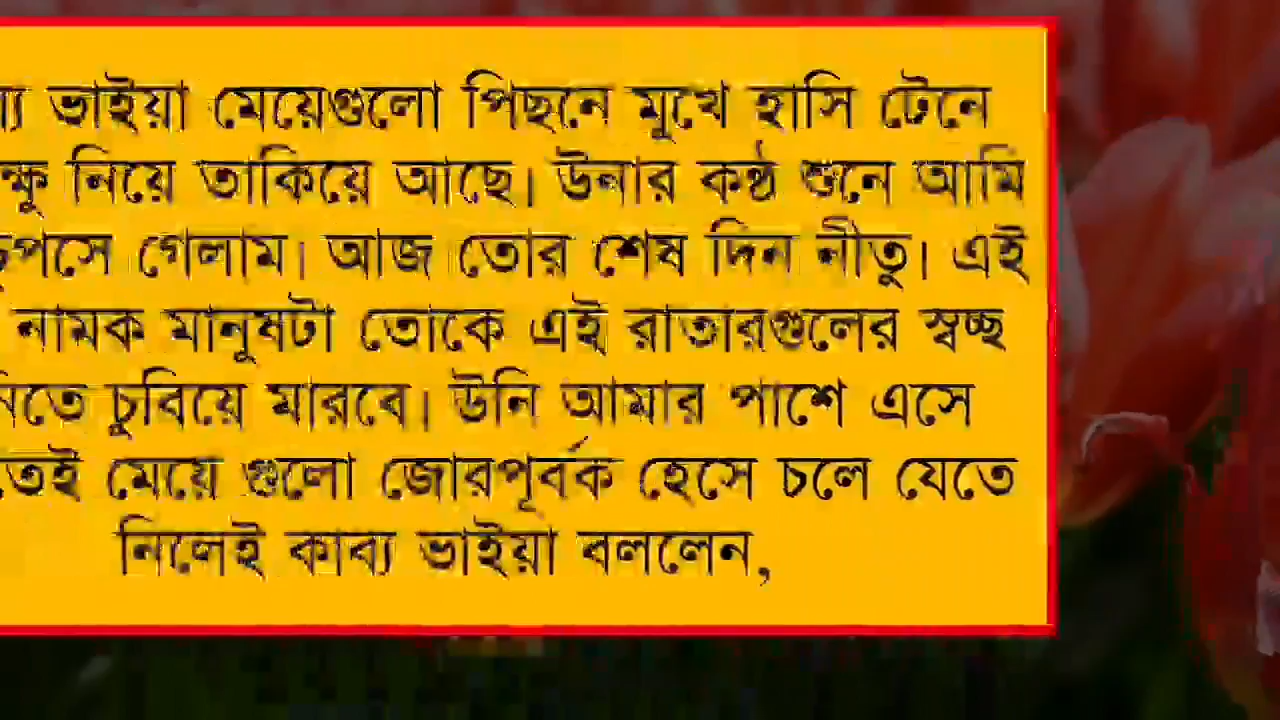 ভাইয়া মেয়েগুলো পিছনে মুখে হাসি টেনে
নিয়ে তাকিয়ে আছে। উনার কন্ঠ শুনে আমি
গেলাম। আজ তোর শেষ দিন নীতু। এই
নামক মানুষটা তোকে এই রাতারগুলের স্বচ্ছ
চুবিয়ে মারবে। উনি আমার পাশে এসে
মেয়ে গুলো জোরপূর্বক হেসে চলে যেতে
নিলেই কাব্য ভাইয়া বললেন,